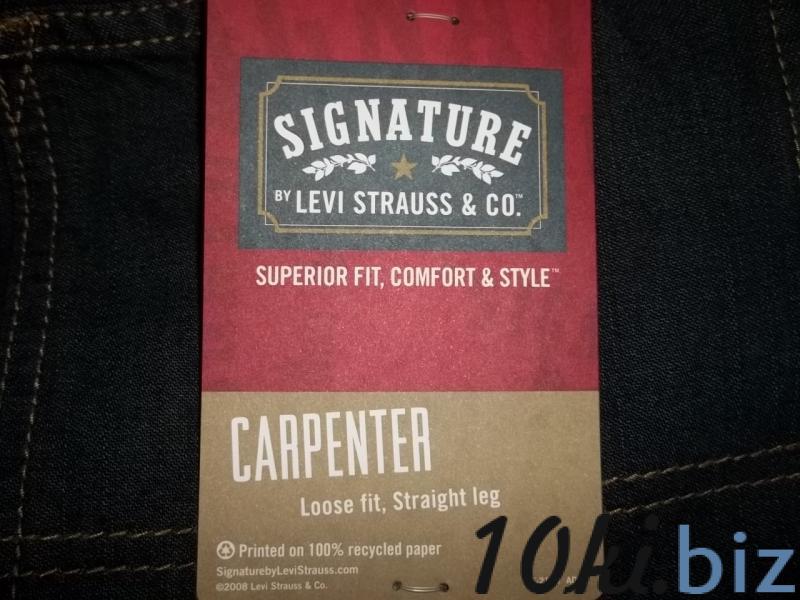 SIGNATURE
BY LEVI STRAUSS & CO.™
SUPERIOR FIT, COMFORT & STYLE™
CARPENTER
Loose fit, Straight leg
Printed on 100% recycled paper
SignaturebyLeviStrauss.com
©2008 Levi Strauss & Co.
10ki.biz